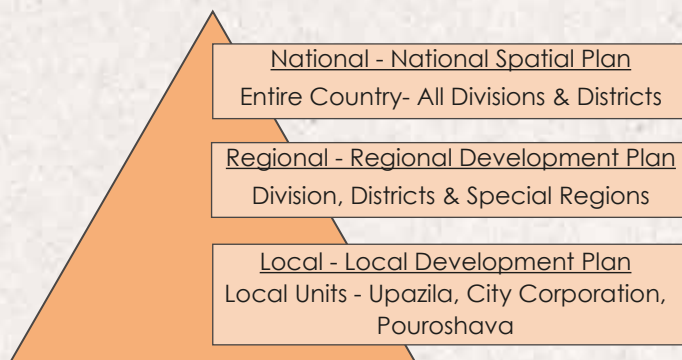 National - National Spatial Plan
Entire Country- All Divisions & Districts
Regional - Regional Development Plan
Division, Districts & Special Regions
Local - Local Development Plan
Local Units - Upazila, City Corporation,
Pouroshava